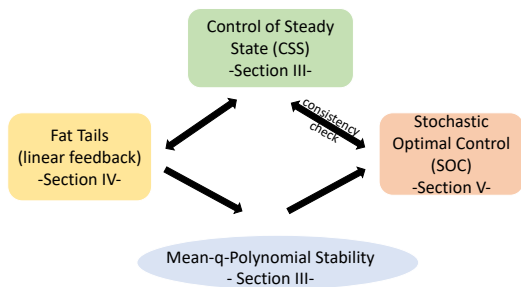 Control of Steady
State (CSS)
-Section III-
consistency
check
Fat Tails
(linear feedback)
-Section IV-
Stochastic
Optimal Control
(SOC)
-Section V-
Mean-q-Polynomial Stability
- Section III-